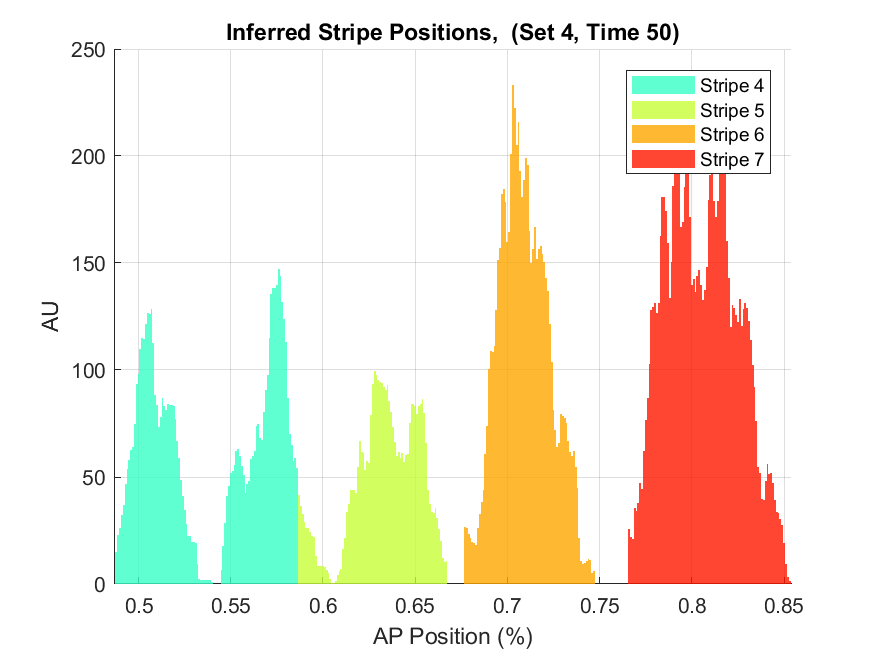 Inferred Stripe Positions,  (Set 4, Time 50)
250
200
150
100
50
0
AU
Stripe 4
Stripe 5
Stripe 6
Stripe 7
0.5
0.55
0.6
0.65
0.7
0.75
0.8
0.85
AP Position (%)